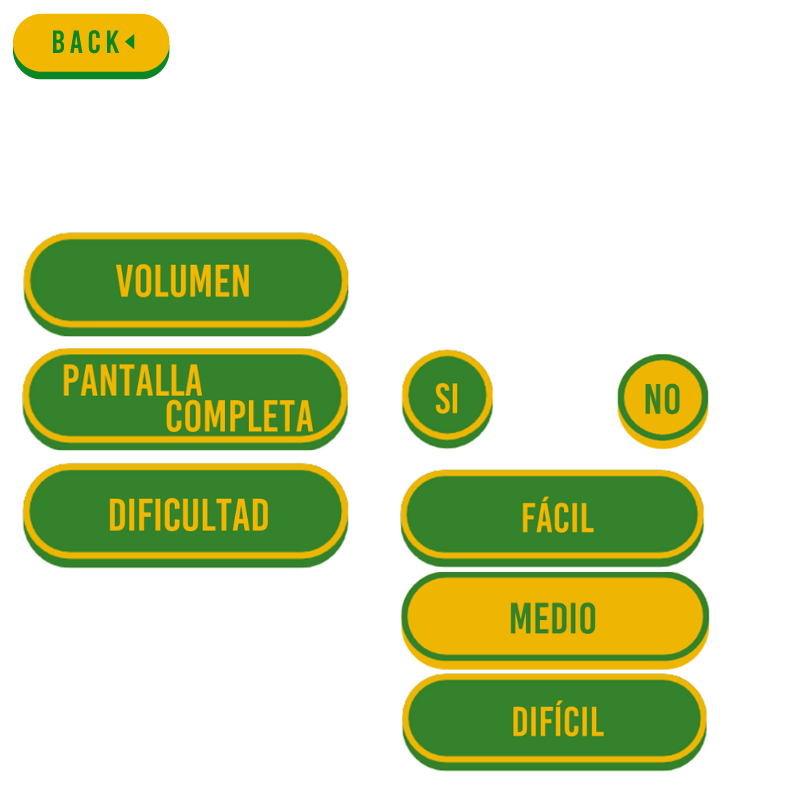 BACK
VOLUMEN
PANTALLA
COMPLETA
SI
NO
DIFICULTAD
FÁCIL
MEDIO
DIFÍCIL